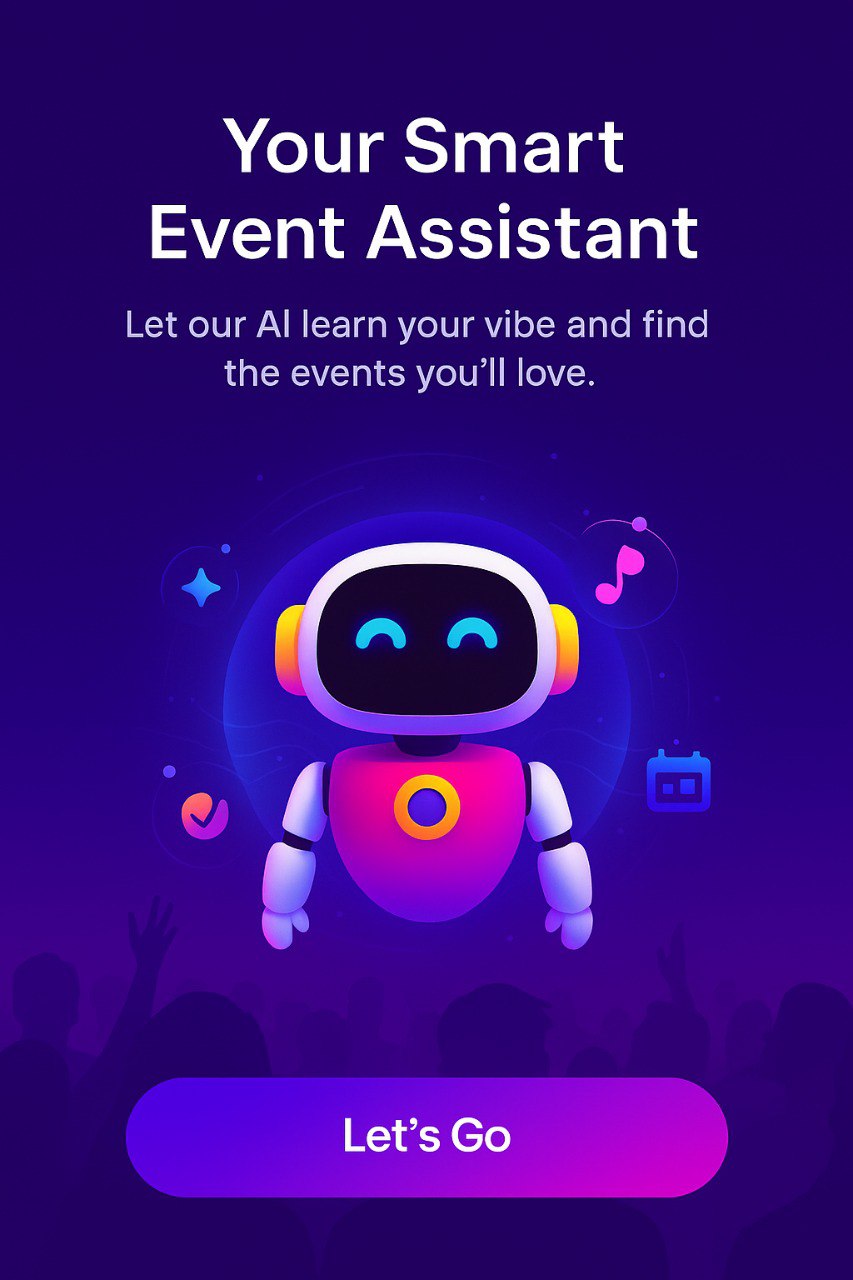 Your Smart
Event Assistant
Let our AI learn your vibe and find
the events you’ll love.
Let’s Go